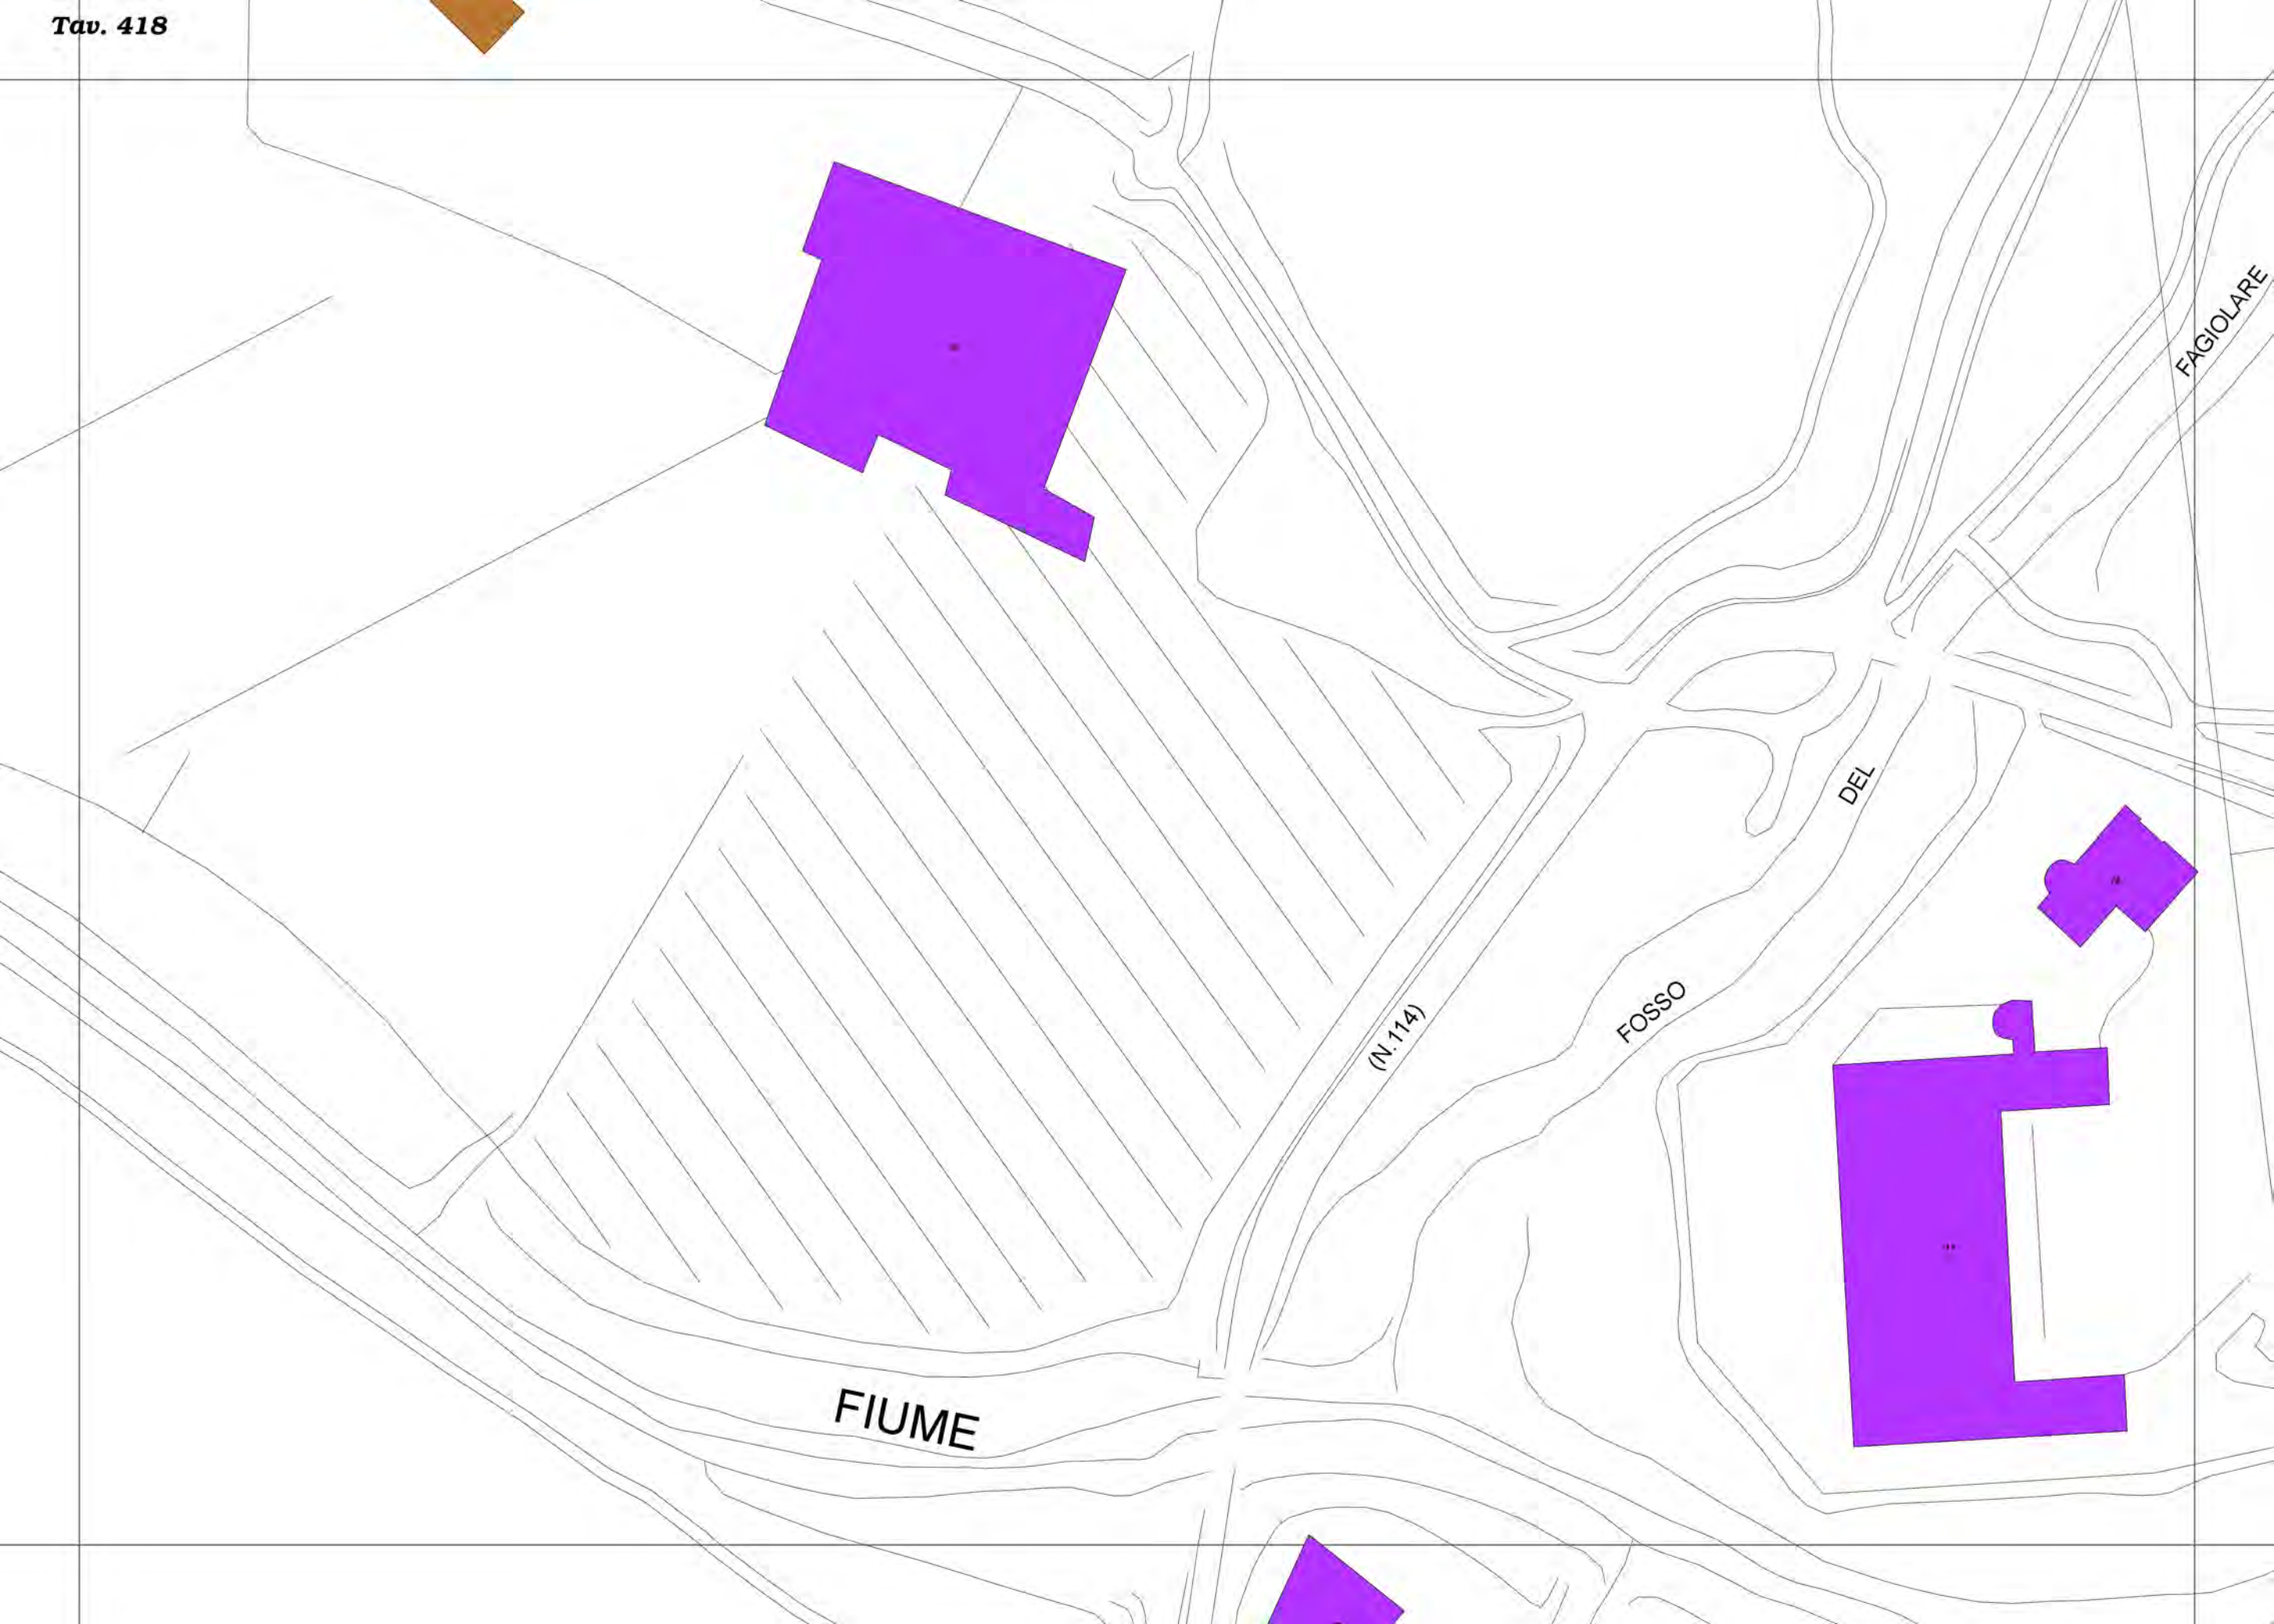 Tav. 418
FAGIOLARE
DEL
FOSSO
(N.114)
FIUME